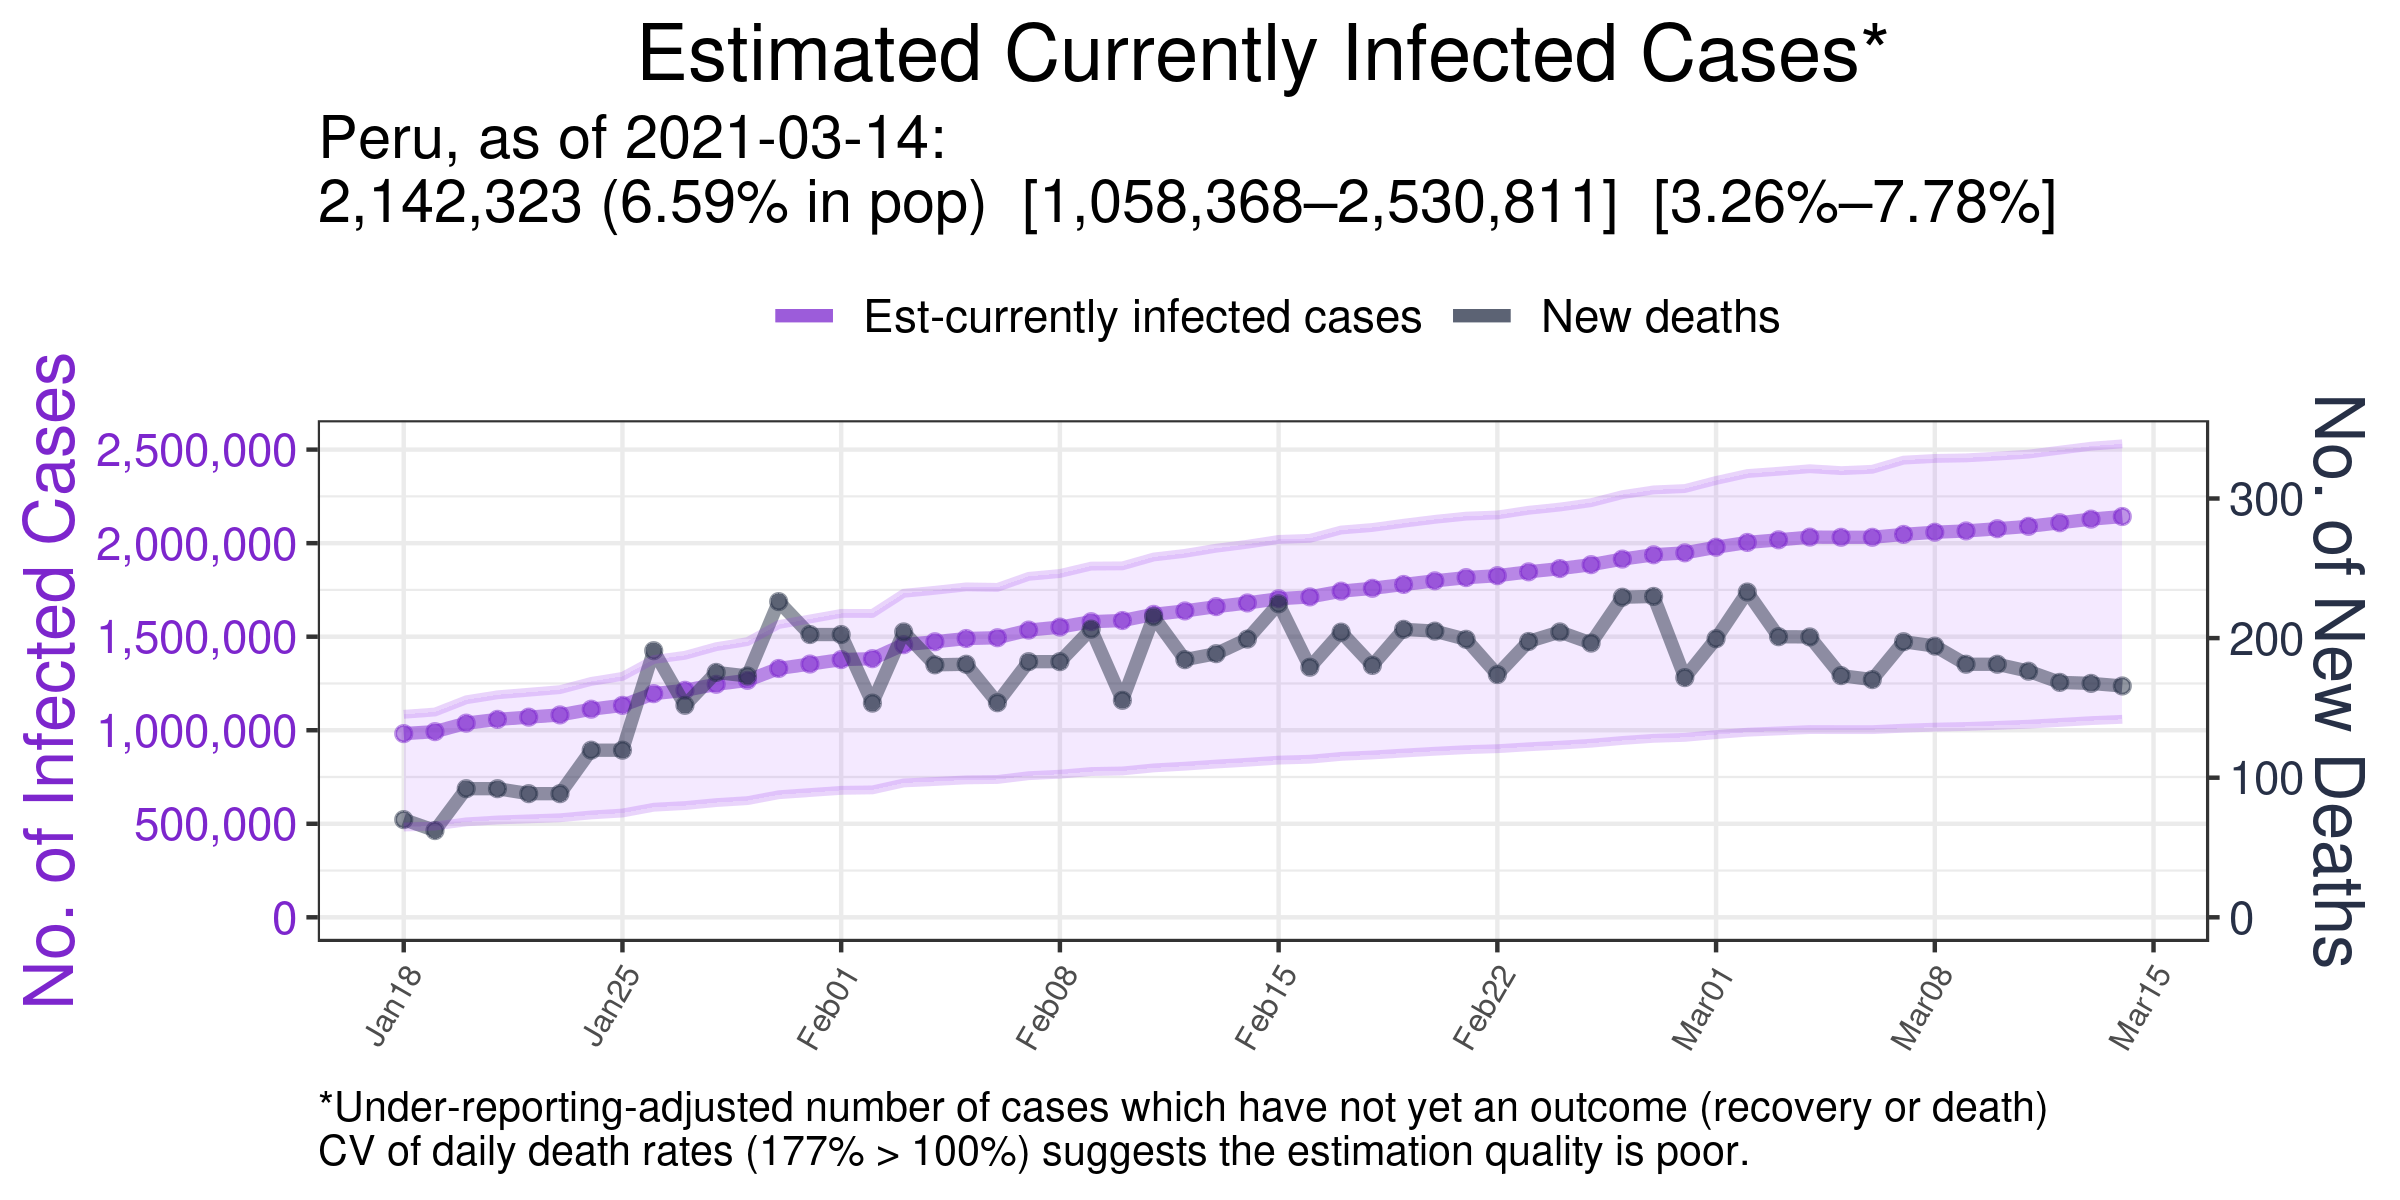 Estimated Currently Infected Cases*
Peru, as of 2021-03-14:
2,142,323 (6.59% in pop) [1,058,368–2,530,811] [3.26%–7.78%]
Est-currently infected cases
New deaths
No. of Infected Cases
2,500,000
2,000,000
1,500,000
1,000,000
500,000
0
300
200
100
0
No. of New Deaths
Jan18
Jan25
Feb01
Feb08
Feb15
Feb22
Mar01
Mar08
Mar15
*Under-reporting-adjusted number of cases which have not yet an outcome (recovery or death)
CV of daily death rates (177% > 100%) suggests the estimation quality is poor.